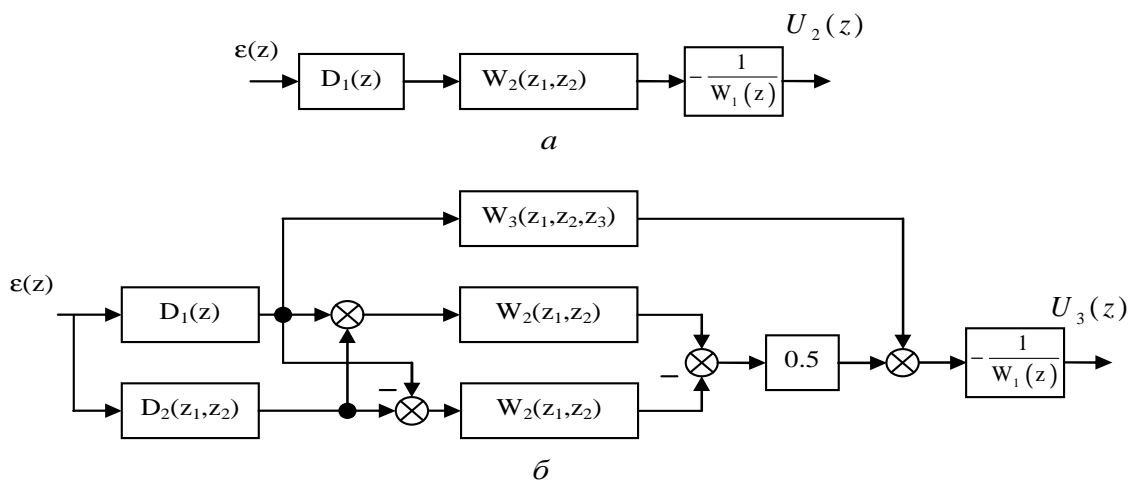 U₂(z)
ε(z)
D₁(z)
W₂(z₁,z₂)
− 1 / W₁(z)
а
W₃(z₁,z₂,z₃)
ε(z)
D₁(z)
W₂(z₁,z₂)
U₃(z)
−
0.5
− 1 / W₁(z)
−
D₂(z₁,z₂)
W₂(z₁,z₂)
б